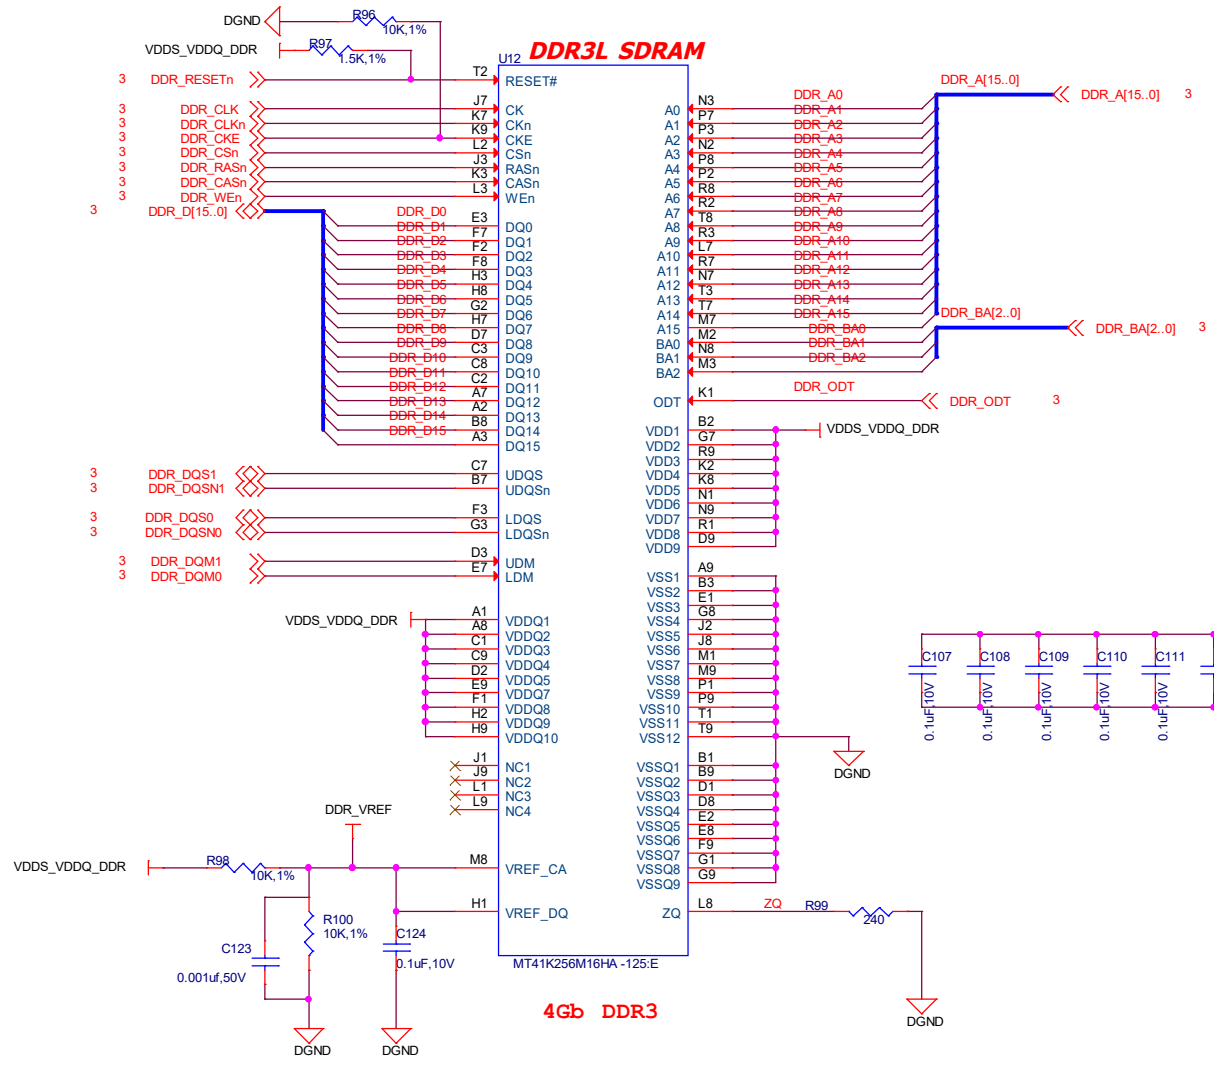 DGND
R96
10K,1%
VDDS_VDDQ_DDR
R97
1.5K,1%
DDR3L SDRAM
U12
3 DDR_RESETn T2 RESET#
3 DDR_CLK J7 CK
3 DDR_CLKn K7 CKn
3 DDR_CKE K9 CKE
3 DDR_CSn L2 CSn
3 DDR_RASn J3 RASn
3 DDR_CASn K3 CASn
3 DDR_WEn L3 WEn
3 DDR_D[15..0]
DDR_D0 E3 DQ0
DDR_D1 F7 DQ1
DDR_D2 F2 DQ2
DDR_D3 F8 DQ3
DDR_D4 H3 DQ4
DDR_D5 H8 DQ5
DDR_D6 G2 DQ6
DDR_D7 H7 DQ7
DDR_D8 D7 DQ8
DDR_D9 C3 DQ9
DDR_D10 C8 DQ10
DDR_D11 C2 DQ11
DDR_D12 A7 DQ12
DDR_D13 A2 DQ13
DDR_D14 B8 DQ14
DDR_D15 A3 DQ15
3 DDR_DQS1 C7 UDQS
3 DDR_DQSN1 B7 UDQSn
3 DDR_DQS0 F3 LDQS
3 DDR_DQSN0 G3 LDQSn
3 DDR_DQM1 D3 UDM
3 DDR_DQM0 E7 LDM
VDDS_VDDQ_DDR
A1 VDDQ1
A8 VDDQ2
C1 VDDQ3
C9 VDDQ4
D2 VDDQ5
E9 VDDQ7
F1 VDDQ8
H2 VDDQ9
H9 VDDQ10
J1 NC1
J9 NC2
L1 NC3
L9 NC4
DDR_VREF
VDDS_VDDQ_DDR
R98
10K,1%
M8 VREF_CA
H1 VREF_DQ
R100
10K,1%
C123
0.001uf,50V
C124
0.1uF,10V
DGND
DGND
DDR_A[15..0]
DDR_A[15..0] 3
A0 N3 DDR_A0
A1 P7 DDR_A1
A2 P3 DDR_A2
A3 N2 DDR_A3
A4 P8 DDR_A4
A5 P2 DDR_A5
A6 R8 DDR_A6
A7 R2 DDR_A7
A8 T8 DDR_A8
A9 R3 DDR_A9
A10 L7 DDR_A10
A11 R7 DDR_A11
A12 N7 DDR_A12
A13 T3 DDR_A13
A14 T7 DDR_A14
A15 M7 DDR_A15
DDR_BA[2..0]
DDR_BA[2..0] 3
BA0 M2 DDR_BA0
BA1 N8 DDR_BA1
BA2 M3 DDR_BA2
DDR_ODT
ODT K1 DDR_ODT 3
VDD1 B2 VDDS_VDDQ_DDR
VDD2 G7
VDD3 R9
VDD4 K2
VDD5 K8
VDD6 N1
VDD7 N9
VDD8 R1
VDD9 D9
VSS1 A9
VSS2 B3
VSS3 E1
VSS4 G8
VSS5 J2
VSS6 J8
VSS7 M1
VSS8 M9
VSS9 P1
VSS10 P9
VSS11 T1
VSS12 T9
DGND
VSSQ1 B1
VSSQ2 B9
VSSQ3 D1
VSSQ4 D8
VSSQ5 E2
VSSQ6 E8
VSSQ7 F9
VSSQ8 G1
VSSQ9 G9
ZQ L8 ZQ R99
240
DGND
C107 C108 C109 C110 C111
0.1uF,10V 0.1uF,10V 0.1uF,10V 0.1uF,10V 0.1uF,10V
MT41K256M16HA -125:E
4Gb DDR3